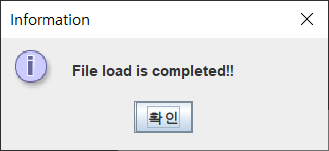 Information
File load is completed!!
확인